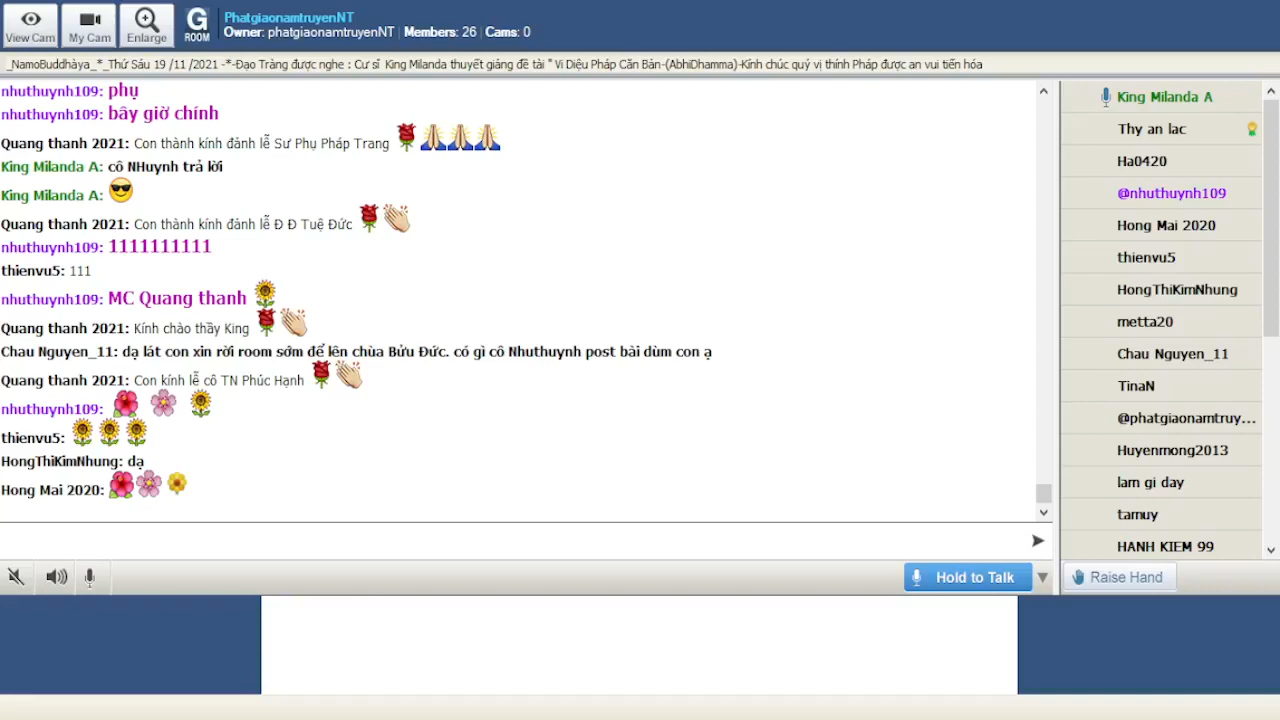 View Cam
My Cam
Enlarge
G
ROOM
PhatgiaonamtruyenNT
Owner: phatgiaonamtruyenNT | Members: 26 | Cams: 0
_NamoBuddhàya_*_Thứ Sáu 19 /11 /2021 -*-Đạo Tràng được nghe : Cư sĩ King Milanda thuyết giảng đề tài " Vi Diệu Pháp Căn Bản-(AbhiDhamma)-Kính chúc quý vị thính Pháp được an vui tiến hóa
nhuthuynh109: phụ
nhuthuynh109: bây giờ chính
Quang thanh 2021: Con thành kính đảnh lễ Sư Phụ Pháp Trang
King Milanda A: cô NHuynh trả lời
King Milanda A:
Quang thanh 2021: Con thành kính đảnh lễ Đ Đ Tuệ Đức
nhuthuynh109: 1111111111
thienvu5: 111
nhuthuynh109: MC Quang thanh
Quang thanh 2021: Kính chào thầy King
Chau Nguyen_11: dạ lát con xin rời room sớm để lên chùa Bửu Đức. có gì cô Nhuthuynh post bài dùm con ạ
Quang thanh 2021: Con kính lễ cô TN Phúc Hạnh
nhuthuynh109:
thienvu5:
HongThiKimNhung: dạ
Hong Mai 2020:
King Milanda A
Thy an lac
Ha0420
@nhuthuynh109
Hong Mai 2020
thienvu5
HongThiKimNhung
metta20
Chau Nguyen_11
TinaN
@phatgiaonamtruy...
Huyenmong2013
lam gi day
tamuy
HANH KIEM 99
Hold to Talk
Raise Hand